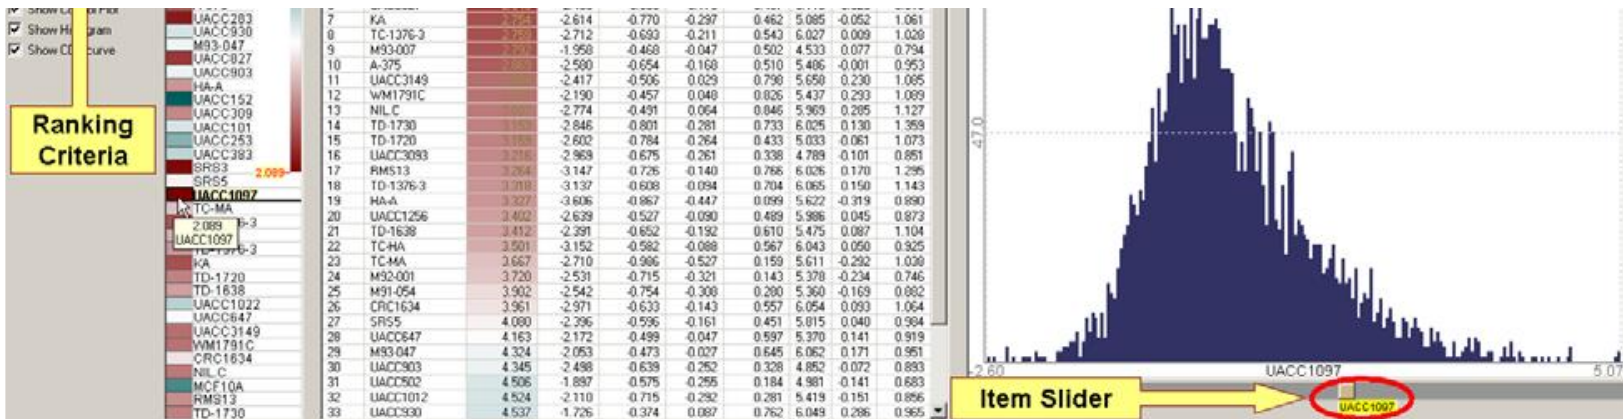 Show Histogram
Show CDF curve
Ranking
Criteria
UACC283
UACC930
M93-047
UACC827
UACC903
HA-A
UACC152
UACC309
UACC101
UACC253
UACC383
SRS3
2.089
SRS5
UACC1097
TC-MA
2.089
UACC1097
KA
TD-1720
TD-1638
UACC1022
UACC647
UACC3149
WM1791C
CRC1634
NIL.C
MCF10A
RMS13
TD-1730
7 KA 2.754 -2.614 -0.770 -0.297 0.462 5.085 -0.052 1.061
8 TC-1376-3 2.759 -2.712 -0.693 -0.211 0.543 6.027 0.009 1.028
9 M93-007 -1.958 -0.468 -0.047 0.502 4.533 0.077 0.794
10 A-375 -2.580 -0.654 -0.168 0.510 5.486 -0.001 0.953
11 UACC3149 -2.417 -0.506 0.029 0.798 5.658 0.230 1.085
12 WM1791C -2.190 -0.457 0.048 0.826 5.437 0.293 1.089
13 NIL.C -2.774 -0.491 0.064 0.846 5.969 0.285 1.127
14 TD-1730 -2.846 -0.801 -0.281 0.733 6.025 0.130 1.359
15 TD-1720 -2.602 -0.784 -0.264 0.433 5.033 -0.061 1.073
16 UACC3093 3.216 -2.969 -0.675 -0.261 0.338 4.789 -0.101 0.851
17 RMS13 3.264 -3.147 -0.726 -0.140 0.766 6.026 0.170 1.295
18 TD-1376-3 3.318 -3.137 -0.608 -0.094 0.704 6.065 0.150 1.143
19 HA-A 3.327 -3.606 -0.867 -0.447 0.099 5.622 -0.319 0.890
20 UACC1256 3.402 -2.639 -0.527 -0.090 0.489 5.986 0.045 0.873
21 TD-1638 3.412 -2.391 -0.652 -0.192 0.610 5.475 0.087 1.104
22 TC-HA 3.501 -3.152 -0.582 -0.088 0.567 6.043 0.050 0.925
23 TC-MA 3.667 -2.710 -0.986 -0.527 0.159 5.611 -0.292 1.038
24 M92-001 3.720 -2.531 -0.715 -0.321 0.143 5.378 -0.234 0.746
25 M91-054 3.902 -2.542 -0.754 -0.308 0.280 5.360 -0.169 0.882
26 CRC1634 3.961 -2.971 -0.633 -0.143 0.557 6.054 0.093 1.064
27 SRS5 4.080 -2.396 -0.596 -0.161 0.451 5.815 0.040 0.984
28 UACC647 4.163 -2.172 -0.499 -0.047 0.597 5.370 0.141 0.919
29 M93-047 4.324 -2.053 -0.473 -0.027 0.645 6.062 0.171 0.951
30 UACC903 4.345 -2.498 -0.639 -0.252 0.328 4.852 -0.072 0.893
31 UACC502 4.506 -1.897 -0.575 -0.255 0.184 4.981 -0.141 0.683
32 UACC1012 4.524 -2.110 -0.715 -0.292 0.281 5.419 -0.151 0.856
33 UACC930 4.537 -1.726 -0.374 0.087 0.762 6.049 0.286 0.965
47.0
-2.60 UACC1097 5.07
Item Slider
UACC1097